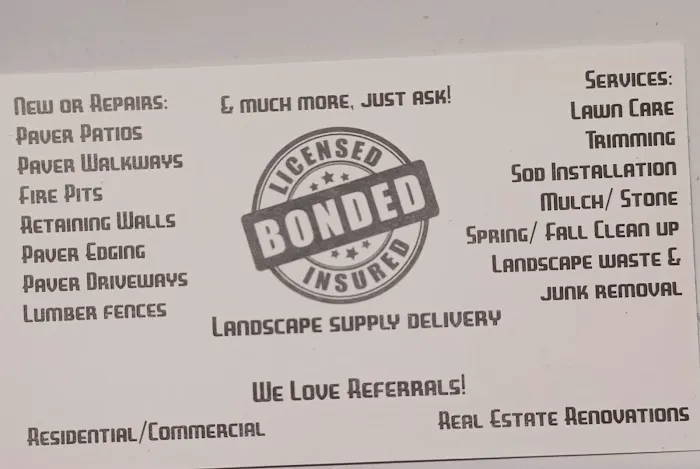 New or Repairs:
Paver Patios
Paver Walkways
Fire Pits
Retaining Walls
Paver Edging
Paver Driveways
Lumber fences
& much more, just ask!
LICENSED
BONDED
INSURED
Landscape supply delivery
Services:
Lawn Care
Trimming
Sod Installation
Mulch/ Stone
Spring/ Fall Clean up
Landscape waste &
junk removal
We Love Referrals!
Residential/Commercial
Real Estate Renovations